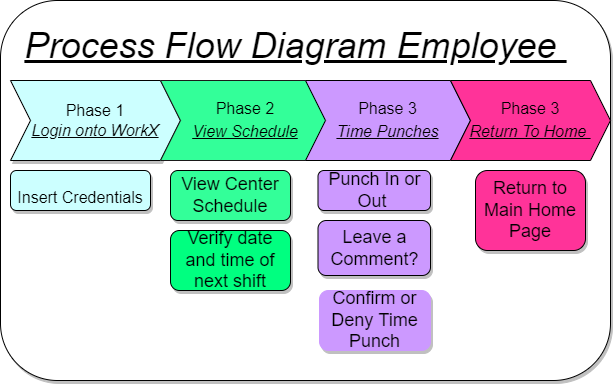 Process Flow Diagram Employee
Phase 1
Login onto WorkX
Phase 2
View Schedule
Phase 3
Time Punches
Phase 3
Return To Home
Insert Credentials
View Center
Schedule
Verify date
and time of
next shift
Punch In or
Out
Leave a
Comment?
Confirm or
Deny Time
Punch
Return to
Main Home
Page